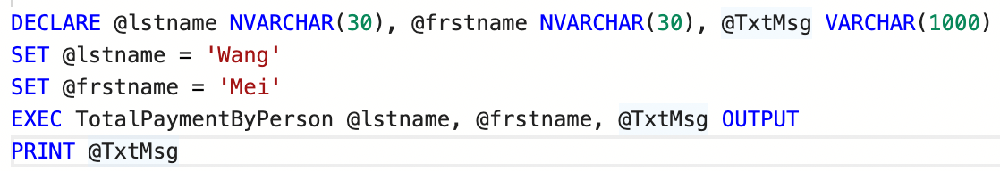 DECLARE @lstname NVARCHAR(30), @frstname NVARCHAR(30), @TxtMsg VARCHAR(1000)
SET @lstname = 'Wang'
SET @frstname = 'Mei'
EXEC TotalPaymentByPerson @lstname, @frstname, @TxtMsg OUTPUT
PRINT @TxtMsg